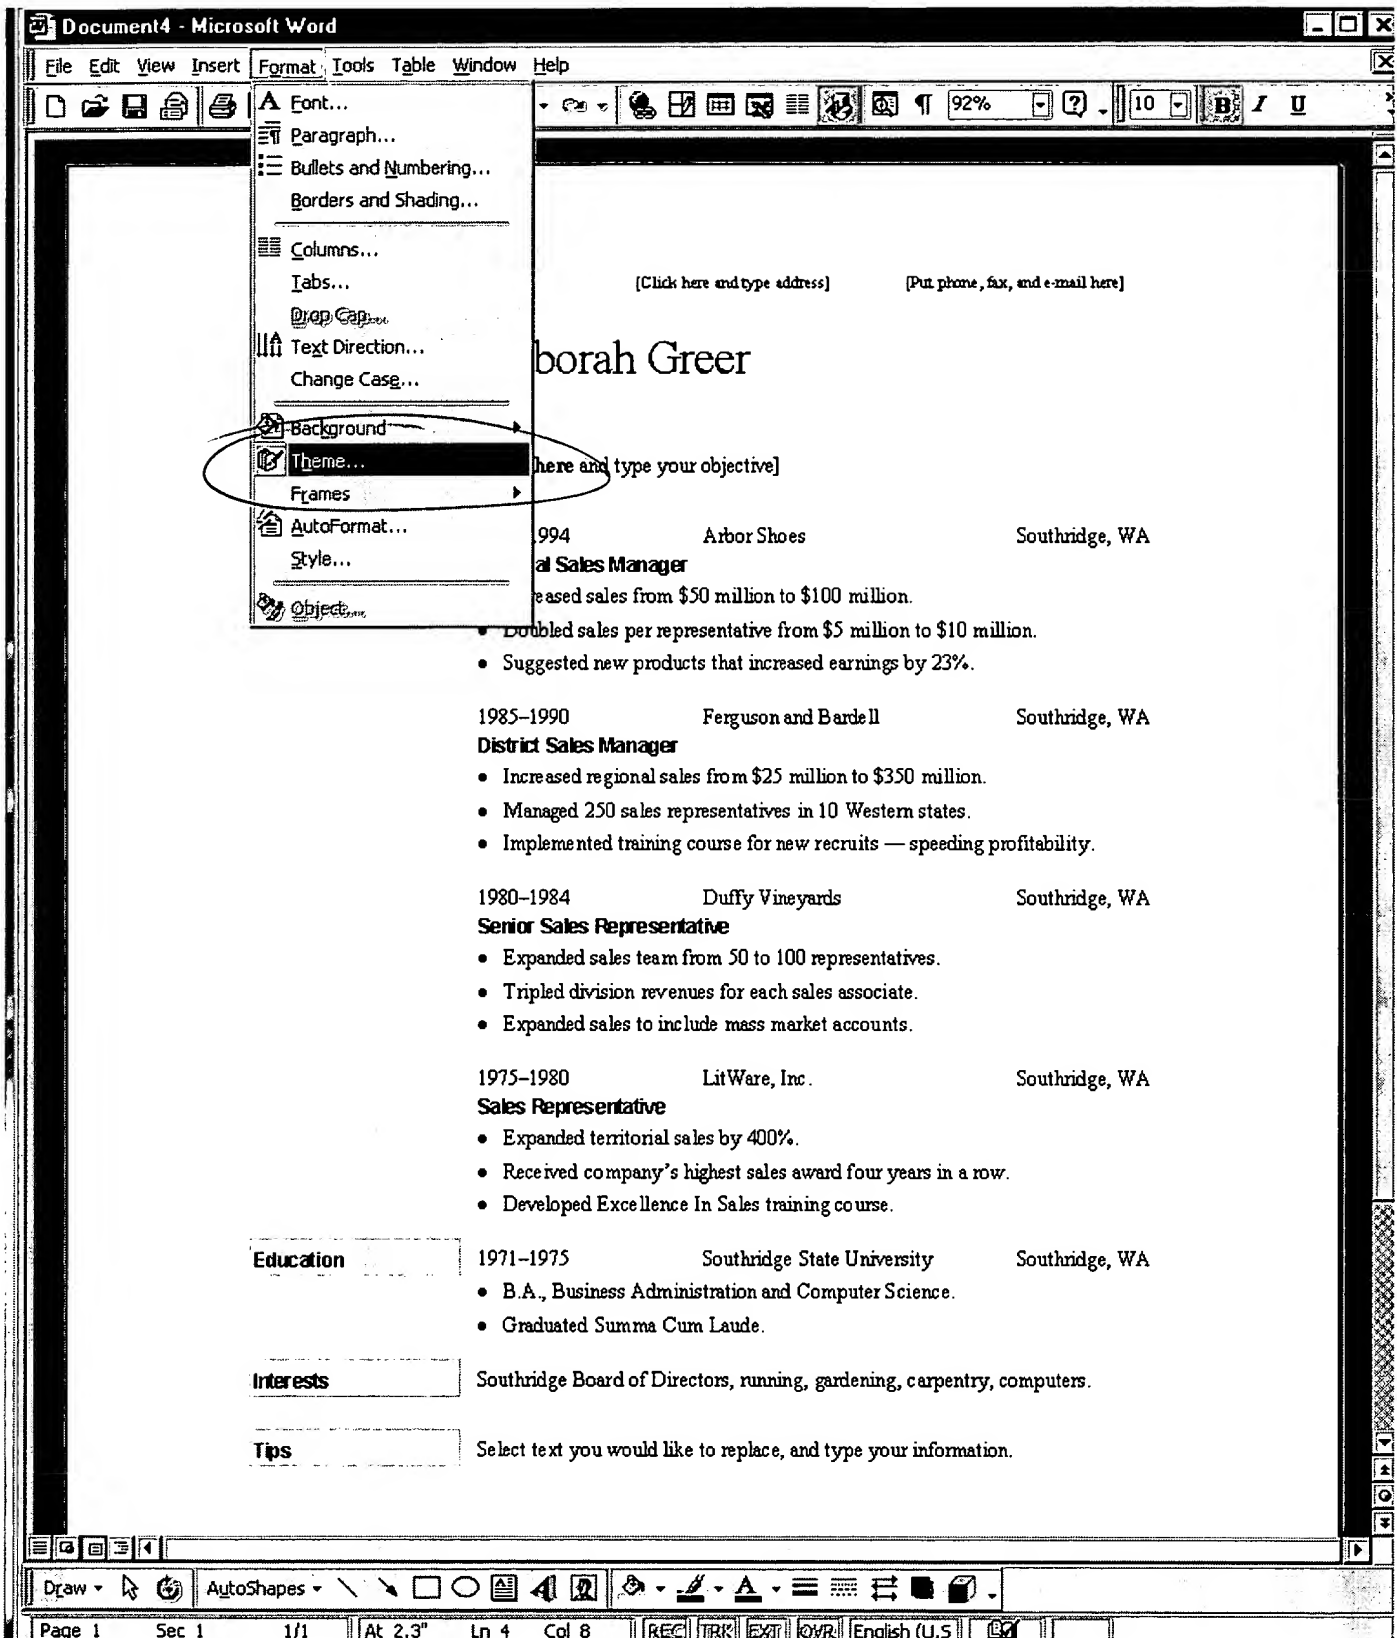 Document4 - Microsoft Word
File Edit View Insert Format Tools Table Window Help
92% 10 B I U
Font...
Paragraph...
Bullets and Numbering...
Borders and Shading...
Columns...
Tabs...
Drop Cap...
Text Direction...
Change Case...
Background
Theme...
Frames
AutoFormat...
Style...
Object...
[Click here and type address] [Put phone, fax, and e-mail here]
borah Greer
here and type your objective]
994 Arbor Shoes Southridge, WA
al Sales Manager
eased sales from $50 million to $100 million.
• Doubled sales per representative from $5 million to $10 million.
• Suggested new products that increased earnings by 23%.
1985–1990 Ferguson and Bardell Southridge, WA
District Sales Manager
• Increased regional sales from $25 million to $350 million.
• Managed 250 sales representatives in 10 Western states.
• Implemented training course for new recruits — speeding profitability.
1980–1984 Duffy Vineyards Southridge, WA
Senior Sales Representative
• Expanded sales team from 50 to 100 representatives.
• Tripled division revenues for each sales associate.
• Expanded sales to include mass market accounts.
1975–1980 LitWare, Inc. Southridge, WA
Sales Representative
• Expanded territorial sales by 400%.
• Received company's highest sales award four years in a row.
• Developed Excellence In Sales training course.
Education 1971–1975 Southridge State University Southridge, WA
• B.A., Business Administration and Computer Science.
• Graduated Summa Cum Laude.
Interests Southridge Board of Directors, running, gardening, carpentry, computers.
Tips Select text you would like to replace, and type your information.
Draw AutoShapes
Page 1 Sec 1 1/1 At 2.3" Ln 4 Col 8 REC TRK EXT OVR English (U.S